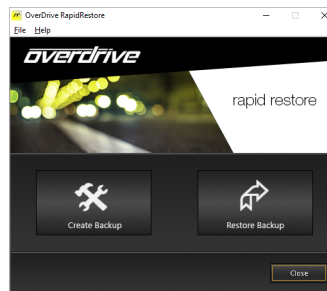 OverDrive RapidRestore
File Help
overdrive
rapid restore
Create Backup
Restore Backup
Close